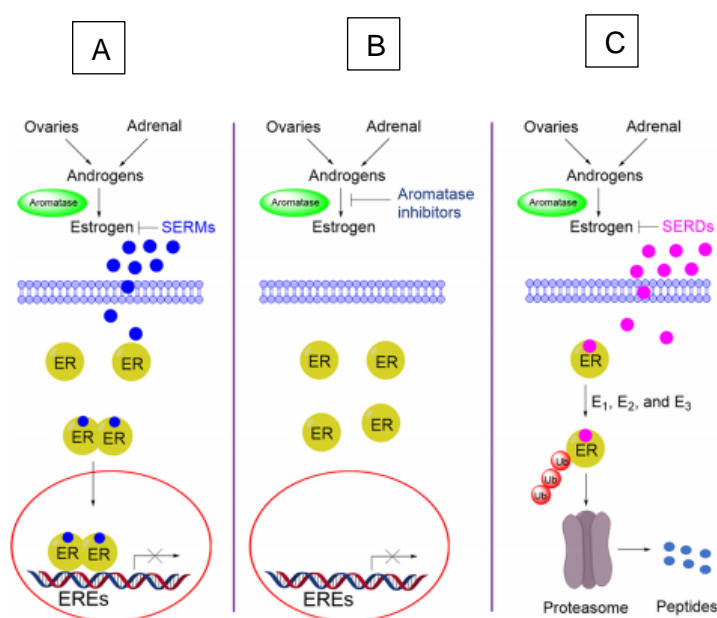 A
B
C
Ovaries Adrenal
Androgens
Aromatase
Estrogen SERMs
ER ER
ER ER
ER ER
EREs
Ovaries Adrenal
Androgens
Aromatase
Aromatase
inhibitors
Estrogen
ER ER
ER ER
EREs
Ovaries Adrenal
Androgens
Aromatase
Estrogen SERDs
ER
E₁, E₂, and E₃
ER
Ub
Ub
Ub
Proteasome Peptides